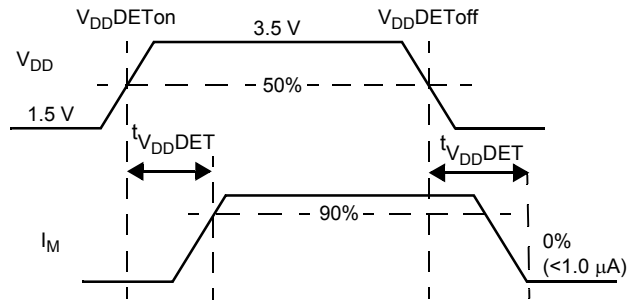 VDDDETon
VDDDEToff
3.5 V
VDD
50%
1.5 V
tVDDDET
tVDDDET
90%
IM
0%
(<1.0 µA)